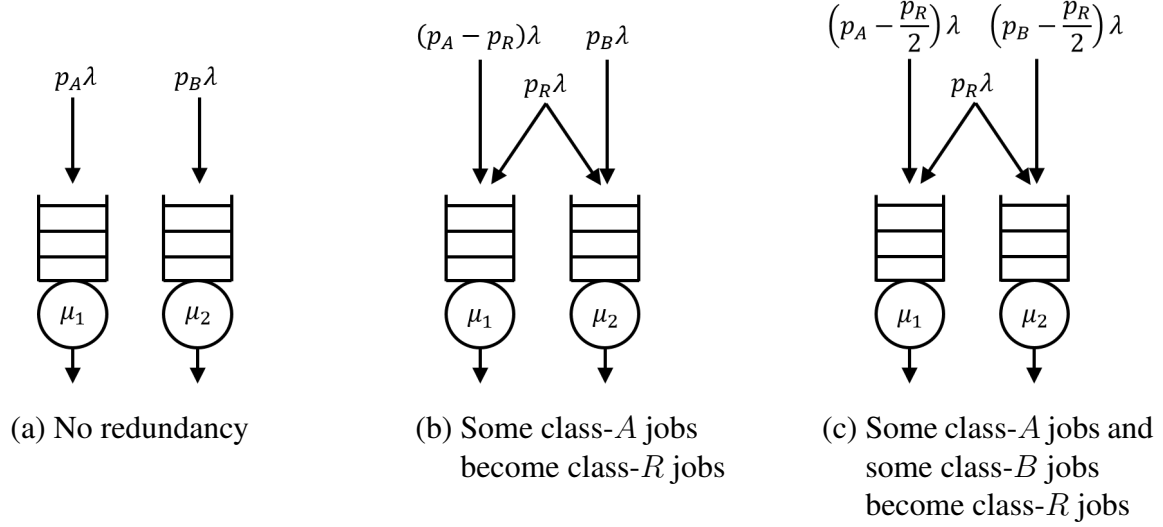 p_A λ
p_B λ
μ_1
μ_2
(a) No redundancy
(p_A − p_R)λ
p_B λ
p_R λ
μ_1
μ_2
(b) Some class-A jobs
become class-R jobs
(p_A − p_R/2) λ
(p_B − p_R/2) λ
p_R λ
μ_1
μ_2
(c) Some class-A jobs and
some class-B jobs
become class-R jobs